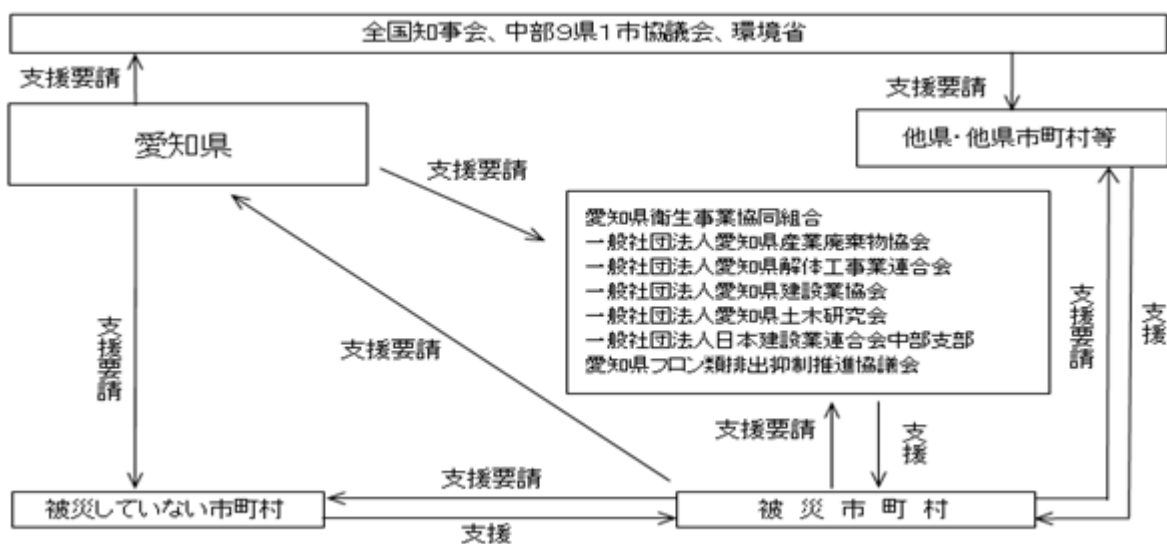 全国知事会、中部9県1市協議会、環境省
支援要請
支援要請
愛知県
他県・他県市町村等
支援要請
愛知県衛生事業協同組合
一般社団法人愛知県産業廃棄物協会
一般社団法人愛知県解体工事業連合会
一般社団法人愛知県建設業協会
一般社団法人愛知県土木研究会
一般社団法人日本建設業連合会中部支部
愛知県フロン類排出抑制推進協議会
支援要請
支援要請
支援要請
支援
支援要請
支援
支援要請
被災していない市町村
被災市町村
支援